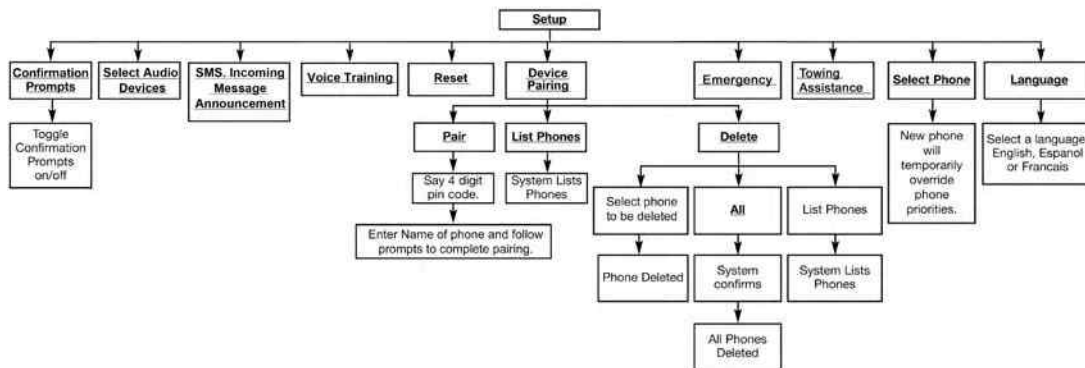 Setup
Confirmation
Prompts
Select Audio
Devices
SMS. Incoming
Message
Announcement
Voice Training
Reset
Device
Pairing
Emergency
Towing
Assistance
Select Phone
Language
Toggle
Confirmation
Prompts
on/off
Pair
List Phones
Delete
New phone
will
temporarily
override
phone
priorities.
Select a language
English, Espanol
or Francais
Say 4 digit
pin code.
System Lists
Phones
Select phone
to be deleted
All
List Phones
Enter Name of phone and follow
prompts to complete pairing.
Phone Deleted
System
confirms
System Lists
Phones
All Phones
Deleted